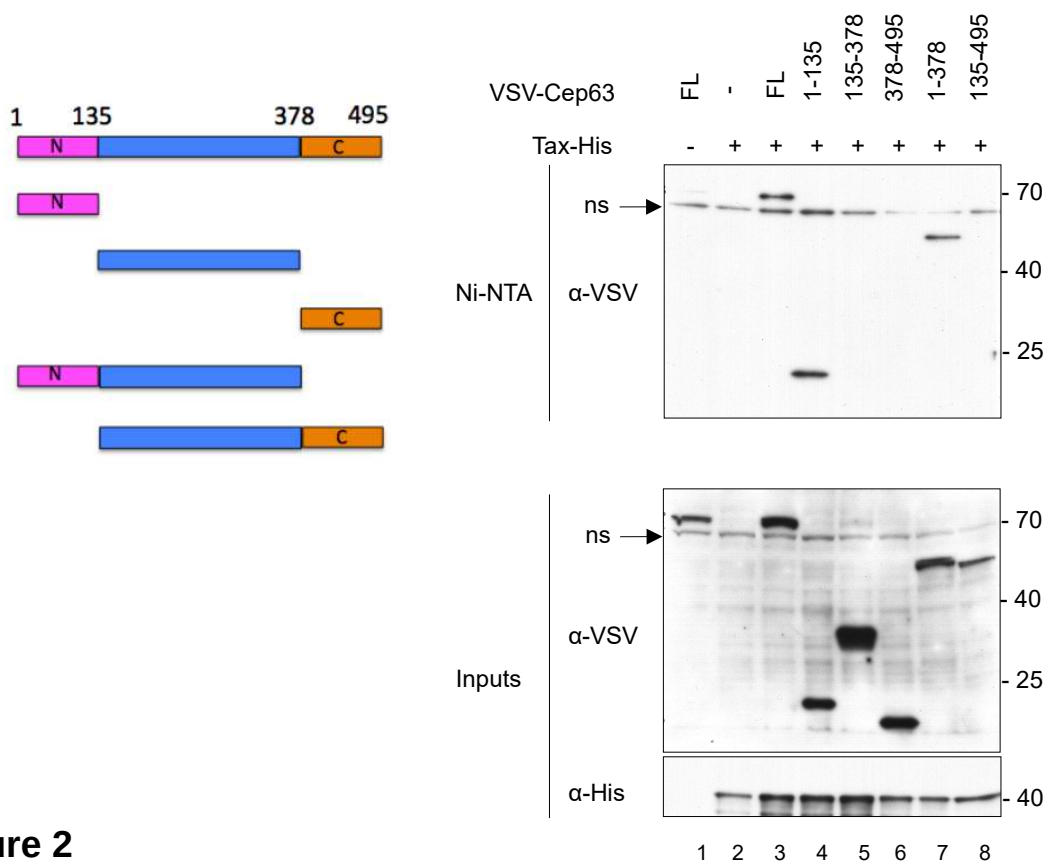 1 135 378 495
N C
N
C
N
C
VSV-Cep63 FL - FL 1-135 135-378 378-495 1-378 135-495
Tax-His - + + + + + + +
ns
- 70
- 40
- 25
Ni-NTA α-VSV
ns
- 70
- 40
- 25
α-VSV
Inputs
α-His
- 40
1 2 3 4 5 6 7 8
ure 2